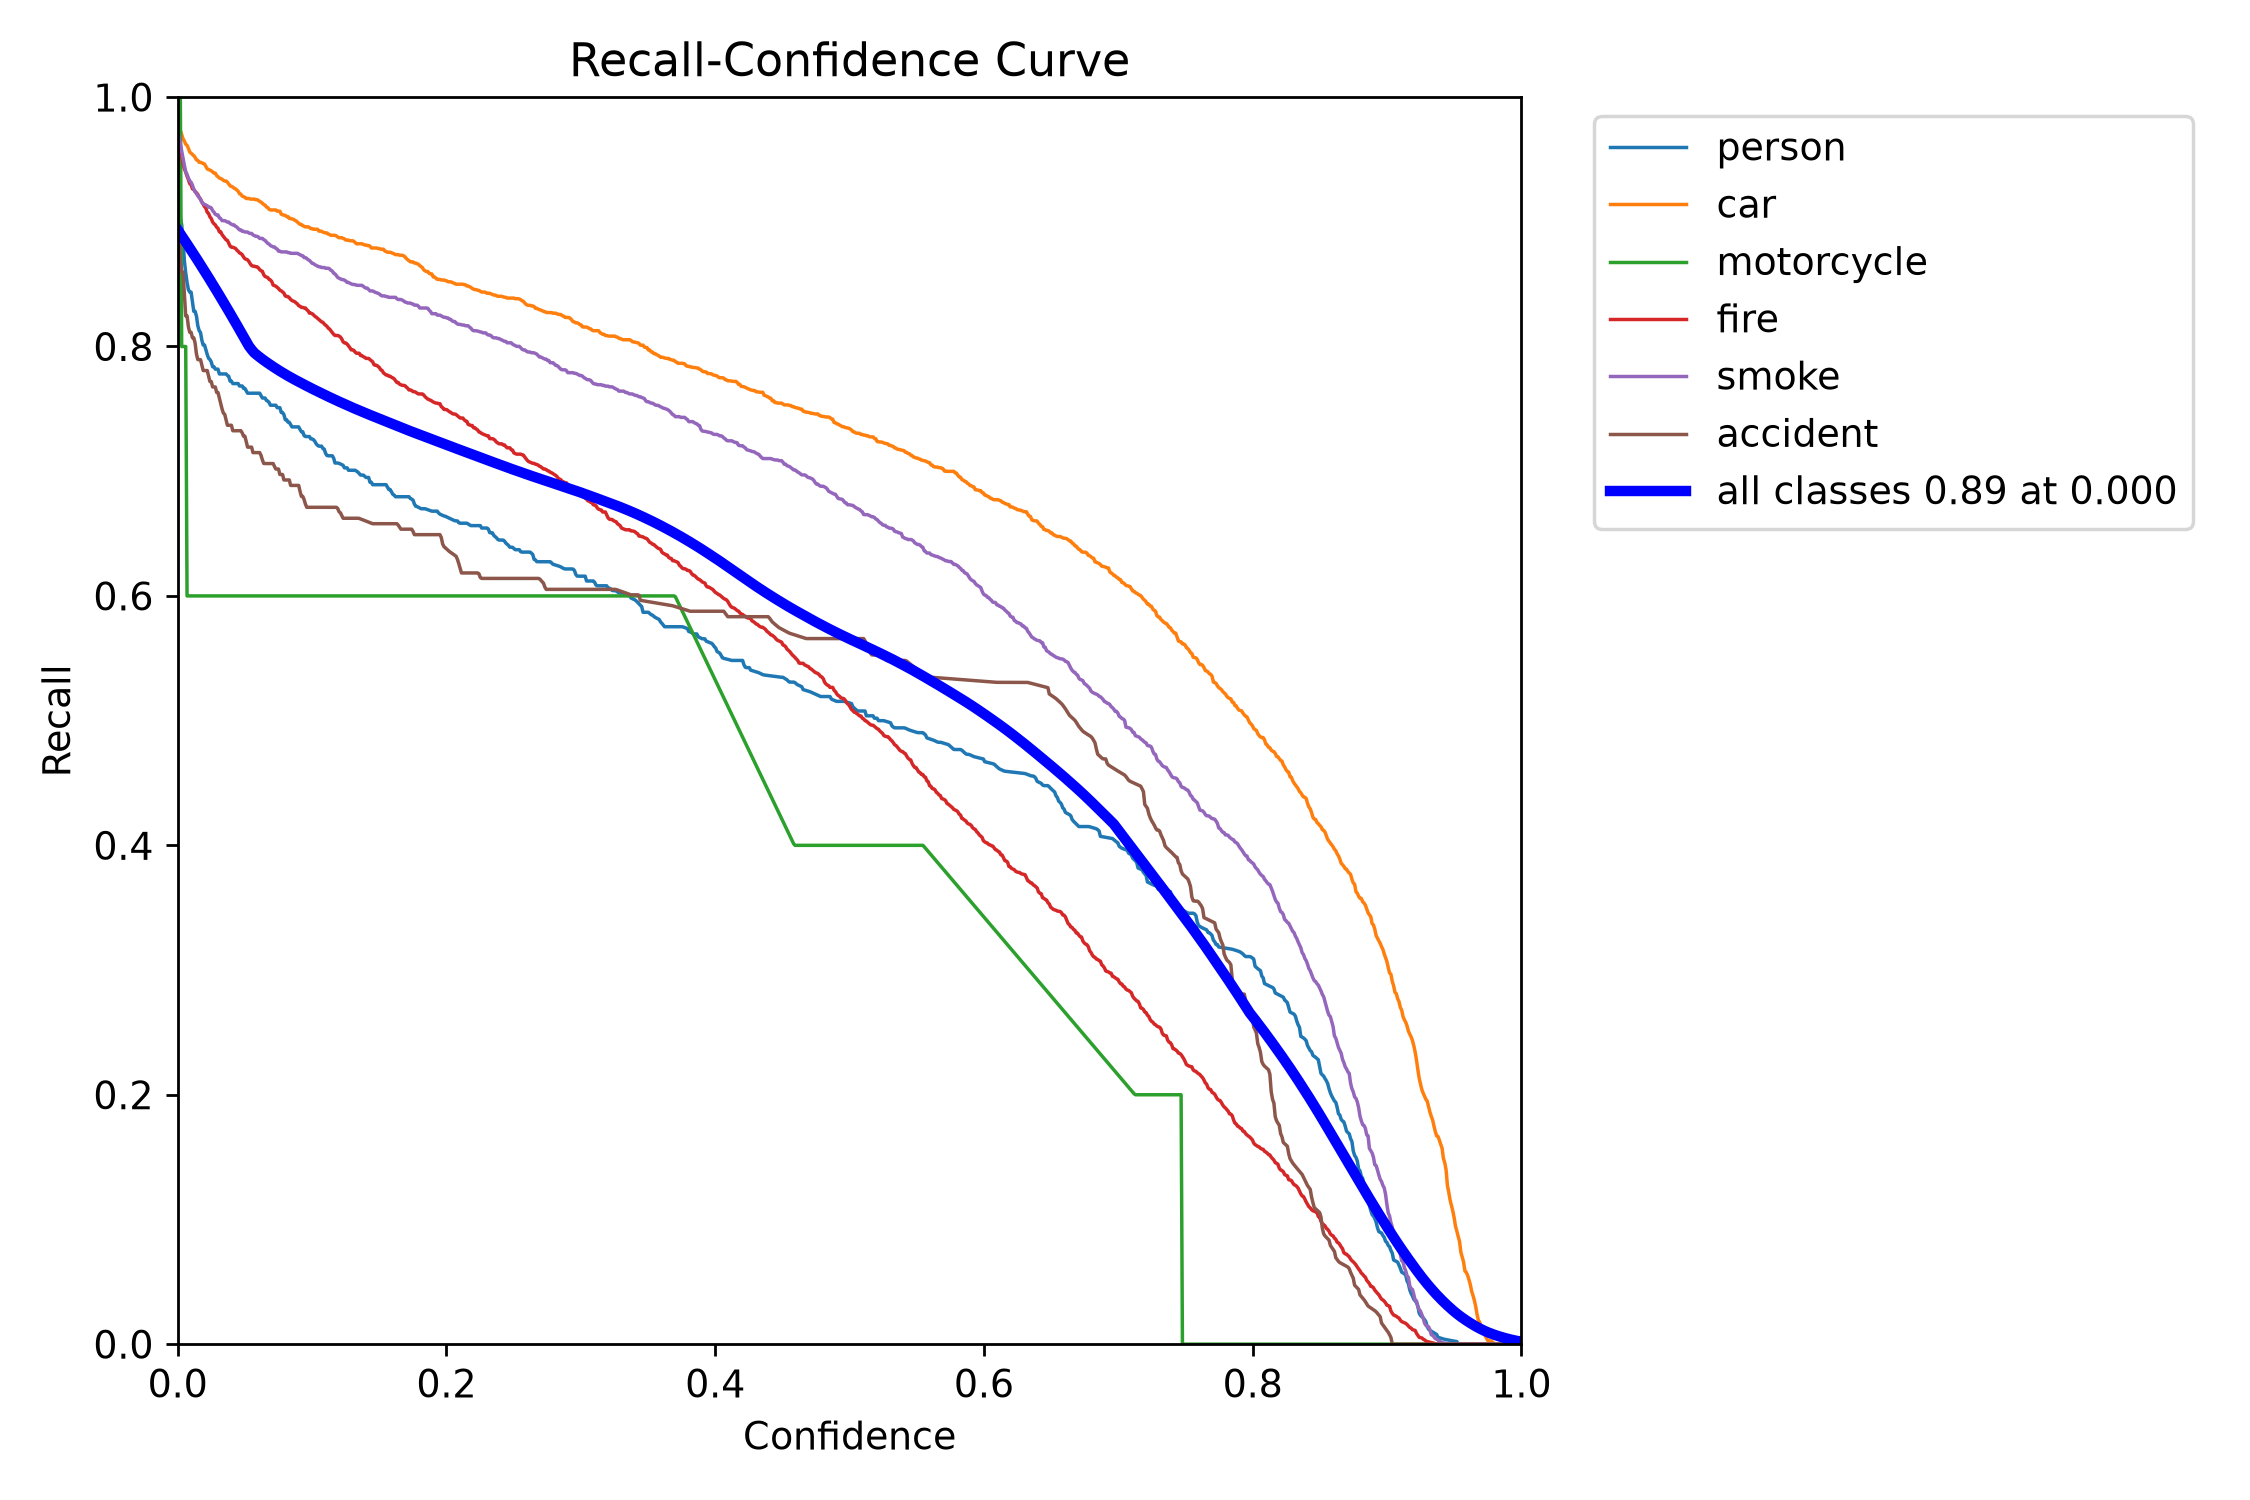 Recall-Confidence Curve
1.0
0.8
0.6
0.4
0.2
0.0
Recall
0.0 0.2 0.4 0.6 0.8 1.0
Confidence
person
car
motorcycle
fire
smoke
accident
all classes 0.89 at 0.000